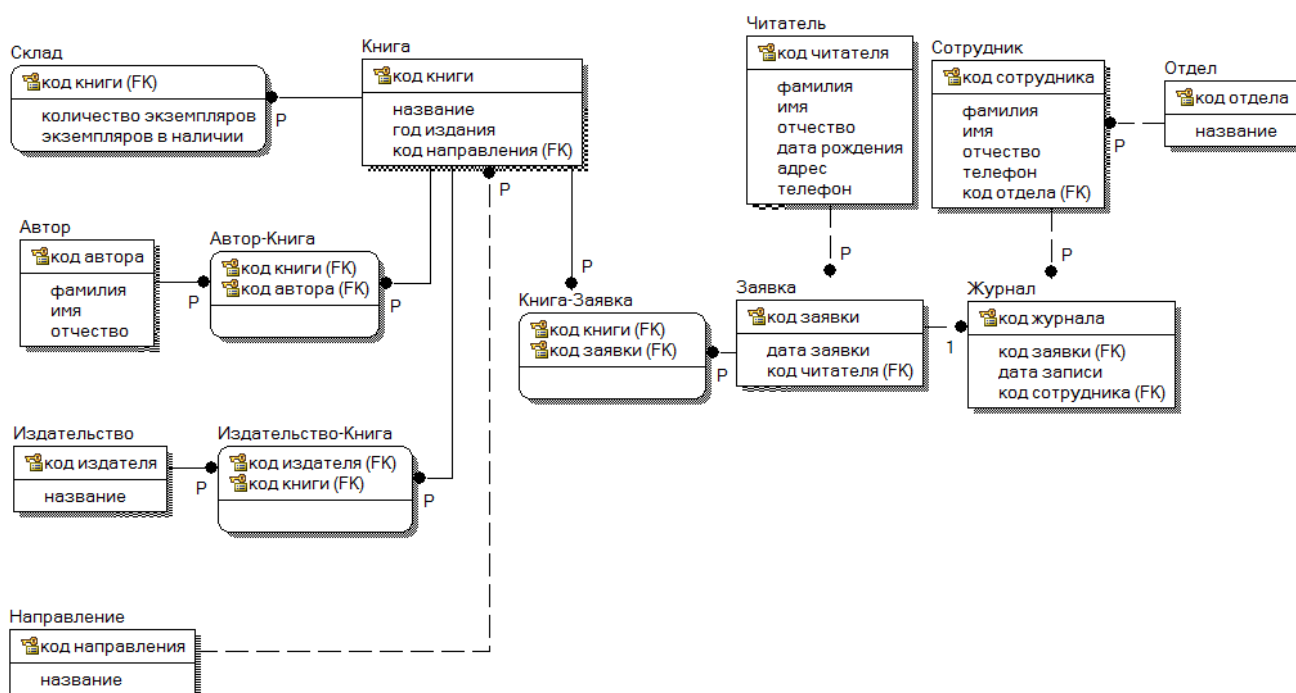 Склад
код книги (FK)
количество экземпляров
экземпляров в наличии
P
Книга
код книги
название
год издания
код направления (FK)
P
Читатель
код читателя
фамилия
имя
отчество
дата рождения
адрес
телефон
P
Сотрудник
код сотрудника
фамилия
имя
отчество
телефон
код отдела (FK)
P
P
Отдел
код отдела
название
Автор
код автора
фамилия
имя
отчество
P
Автор-Книга
код книги (FK)
код автора (FK)
P
P
Книга-Заявка
код книги (FK)
код заявки (FK)
P
Заявка
код заявки
дата заявки
код читателя (FK)
1
Журнал
код журнала
код заявки (FK)
дата записи
код сотрудника (FK)
Издательство
код издателя
название
P
Издательство-Книга
код издателя (FK)
код книги (FK)
P
Направление
код направления
название